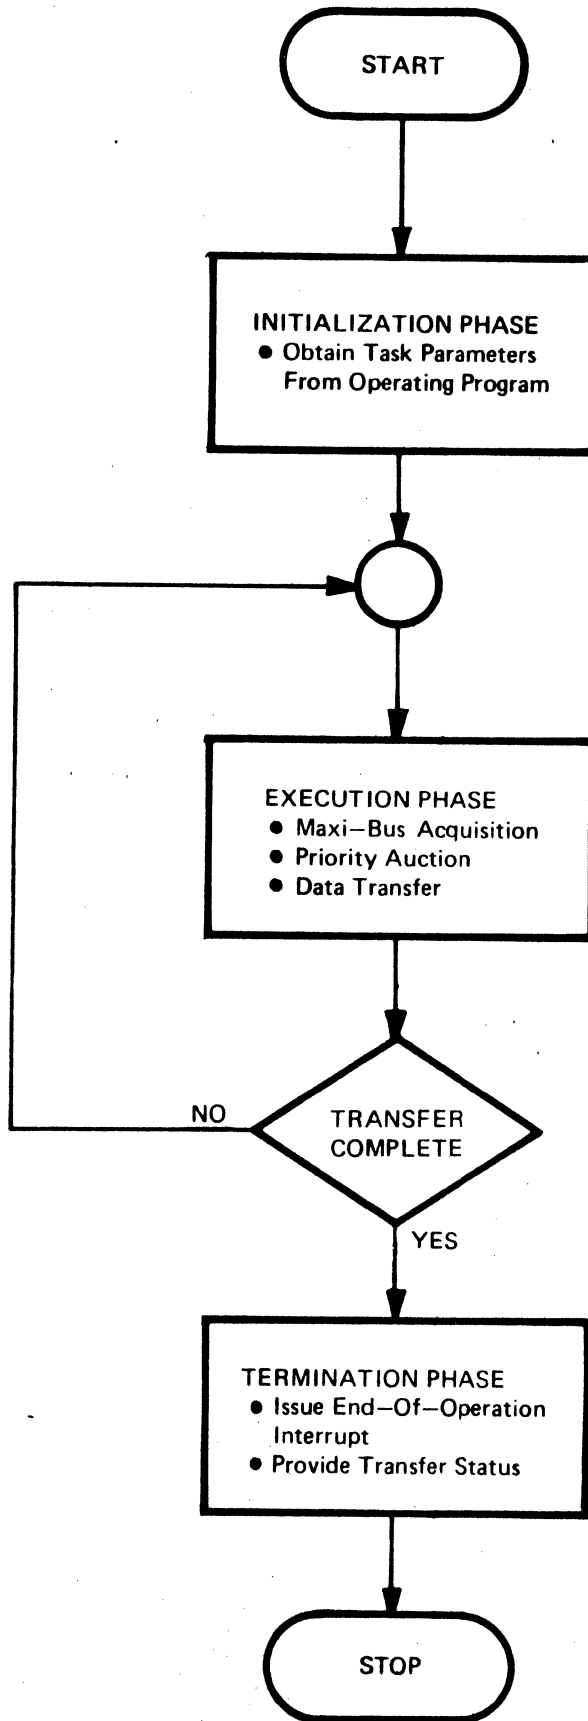 START
INITIALIZATION PHASE
● Obtain Task Parameters
From Operating Program
EXECUTION PHASE
● Maxi–Bus Acquisition
● Priority Auction
● Data Transfer
NO
TRANSFER
COMPLETE
YES
TERMINATION PHASE
● Issue End–Of–Operation
Interrupt
● Provide Transfer Status
STOP